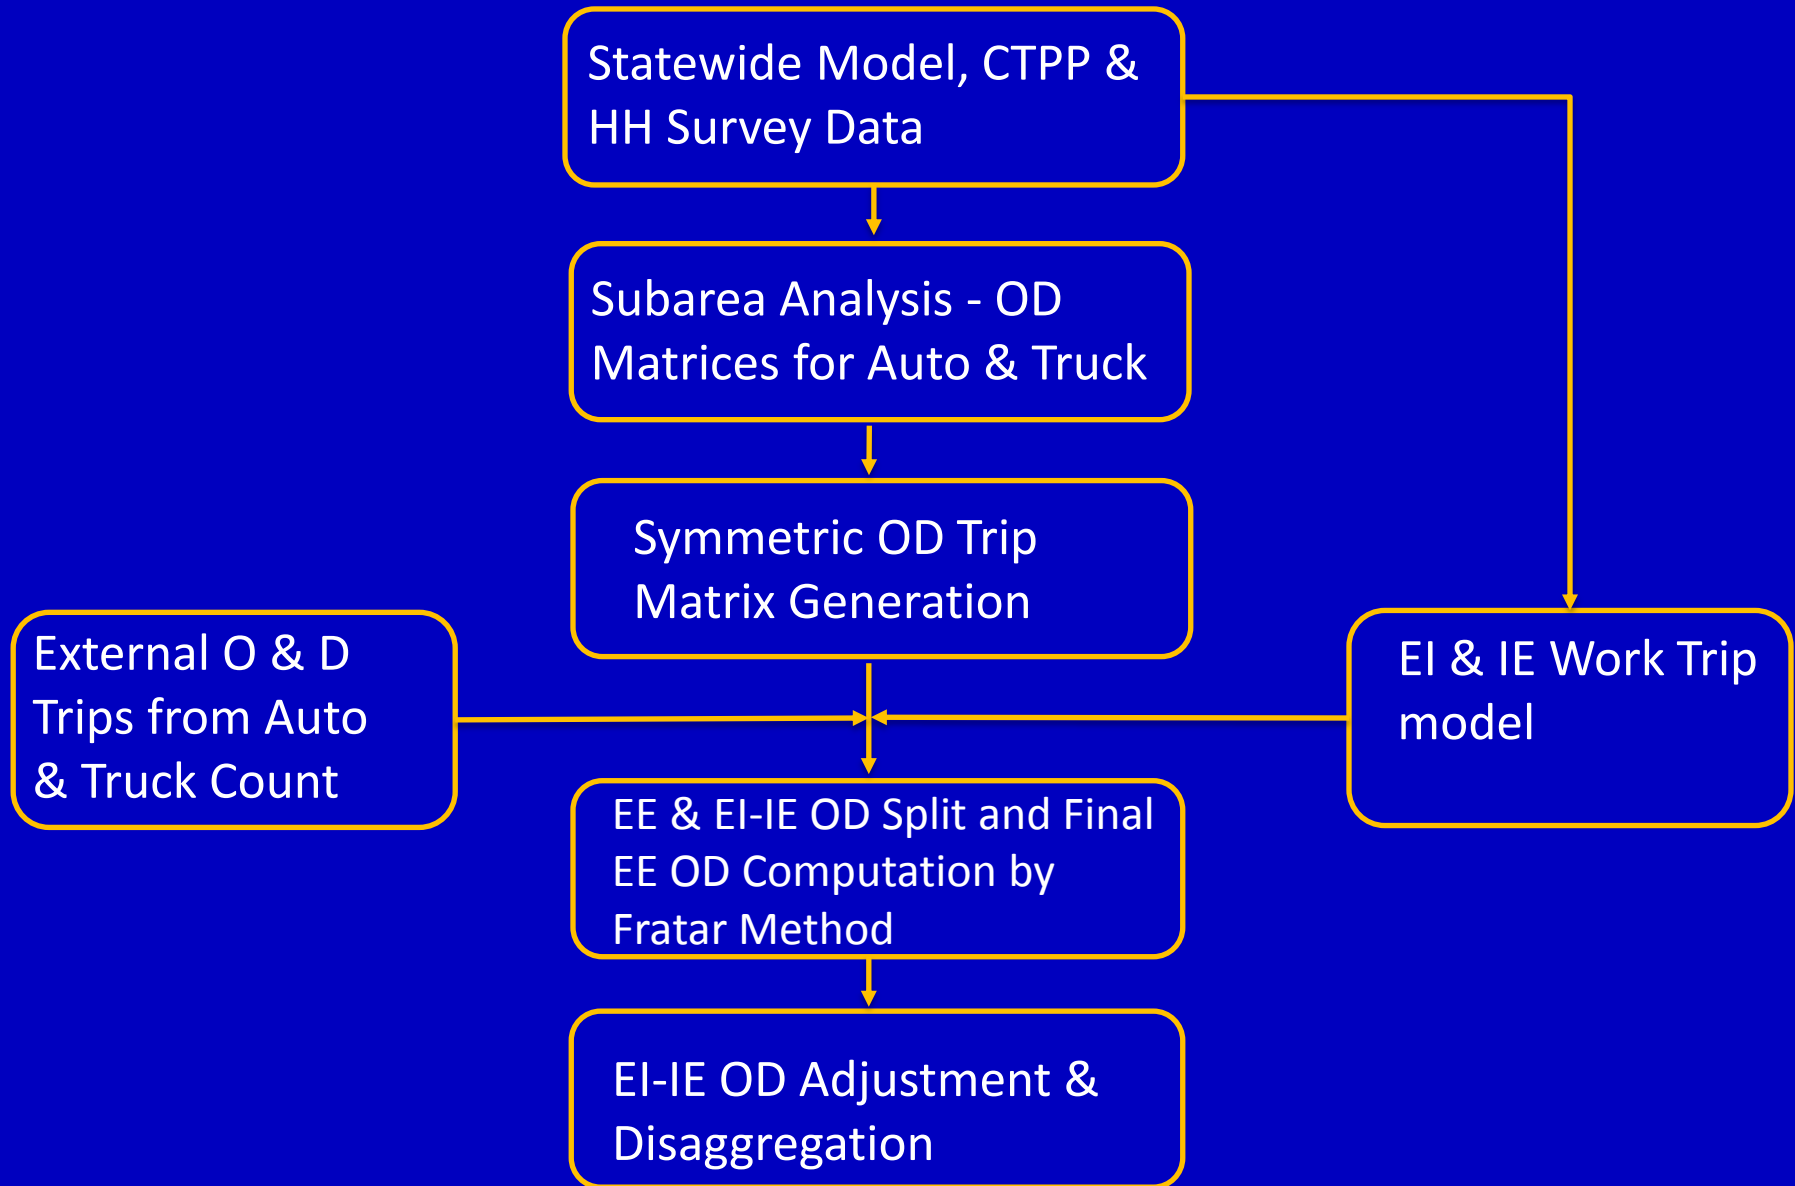 Statewide Model, CTPP &
HH Survey Data
Subarea Analysis - OD
Matrices for Auto & Truck
Symmetric OD Trip
Matrix Generation
External O & D
Trips from Auto
& Truck Count
EI & IE Work Trip
model
EE & EI-IE OD Split and Final
EE OD Computation by
Fratar Method
EI-IE OD Adjustment &
Disaggregation